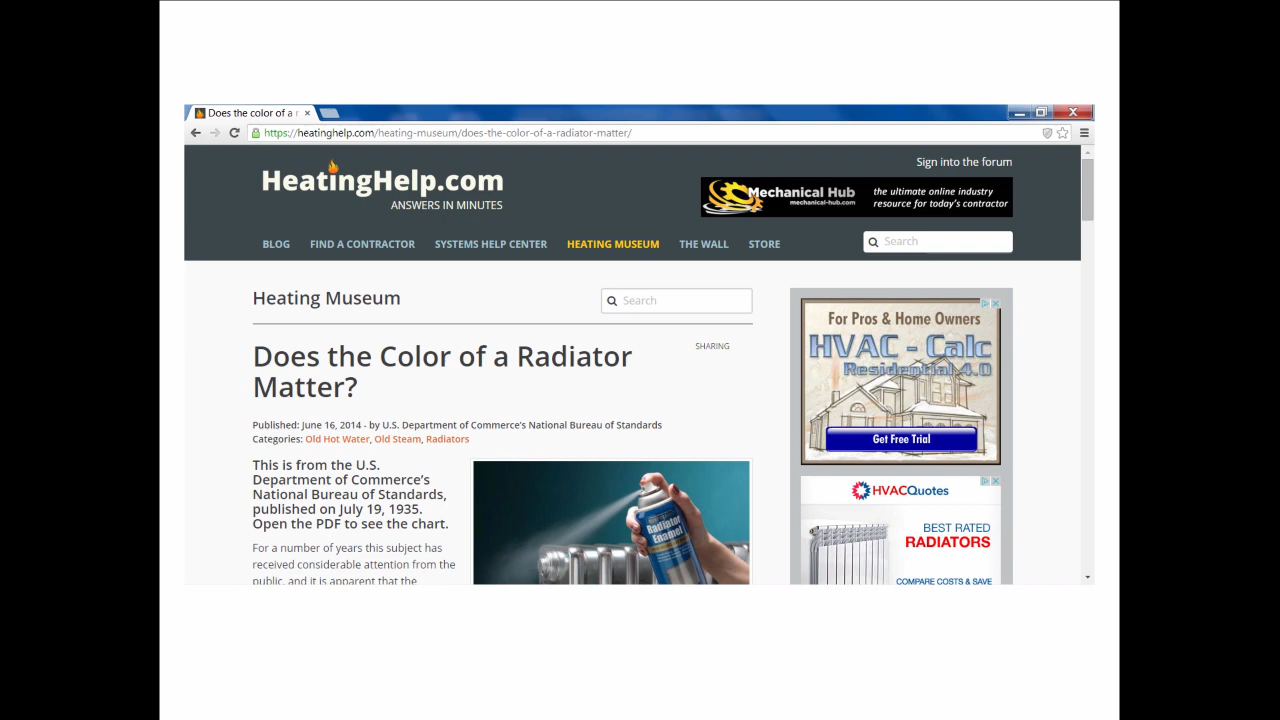 Does the color of a r
https://heatinghelp.com/heating-museum/does-the-color-of-a-radiator-matter/
Sign into the forum
HeatingHelp.com
ANSWERS IN MINUTES
Mechanical Hub
mechanical-hub.com
the ultimate online industry
resource for today's contractor
BLOG FIND A CONTRACTOR SYSTEMS HELP CENTER HEATING MUSEUM THE WALL STORE
Search
Heating Museum
Search
SHARING
Does the Color of a Radiator
Matter?
Published: June 16, 2014 - by U.S. Department of Commerce's National Bureau of Standards
Categories: Old Hot Water, Old Steam, Radiators
This is from the U.S.
Department of Commerce's
National Bureau of Standards,
published on July 19, 1935.
Open the PDF to see the chart.
For a number of years this subject has
received considerable attention from the
public, and it is apparent that the
Radiator
Enamel
For Pros & Home Owners
HVAC - Calc
Residential 4.0
Get Free Trial
HVACQuotes
BEST RATED
RADIATORS
COMPARE COSTS & SAVE